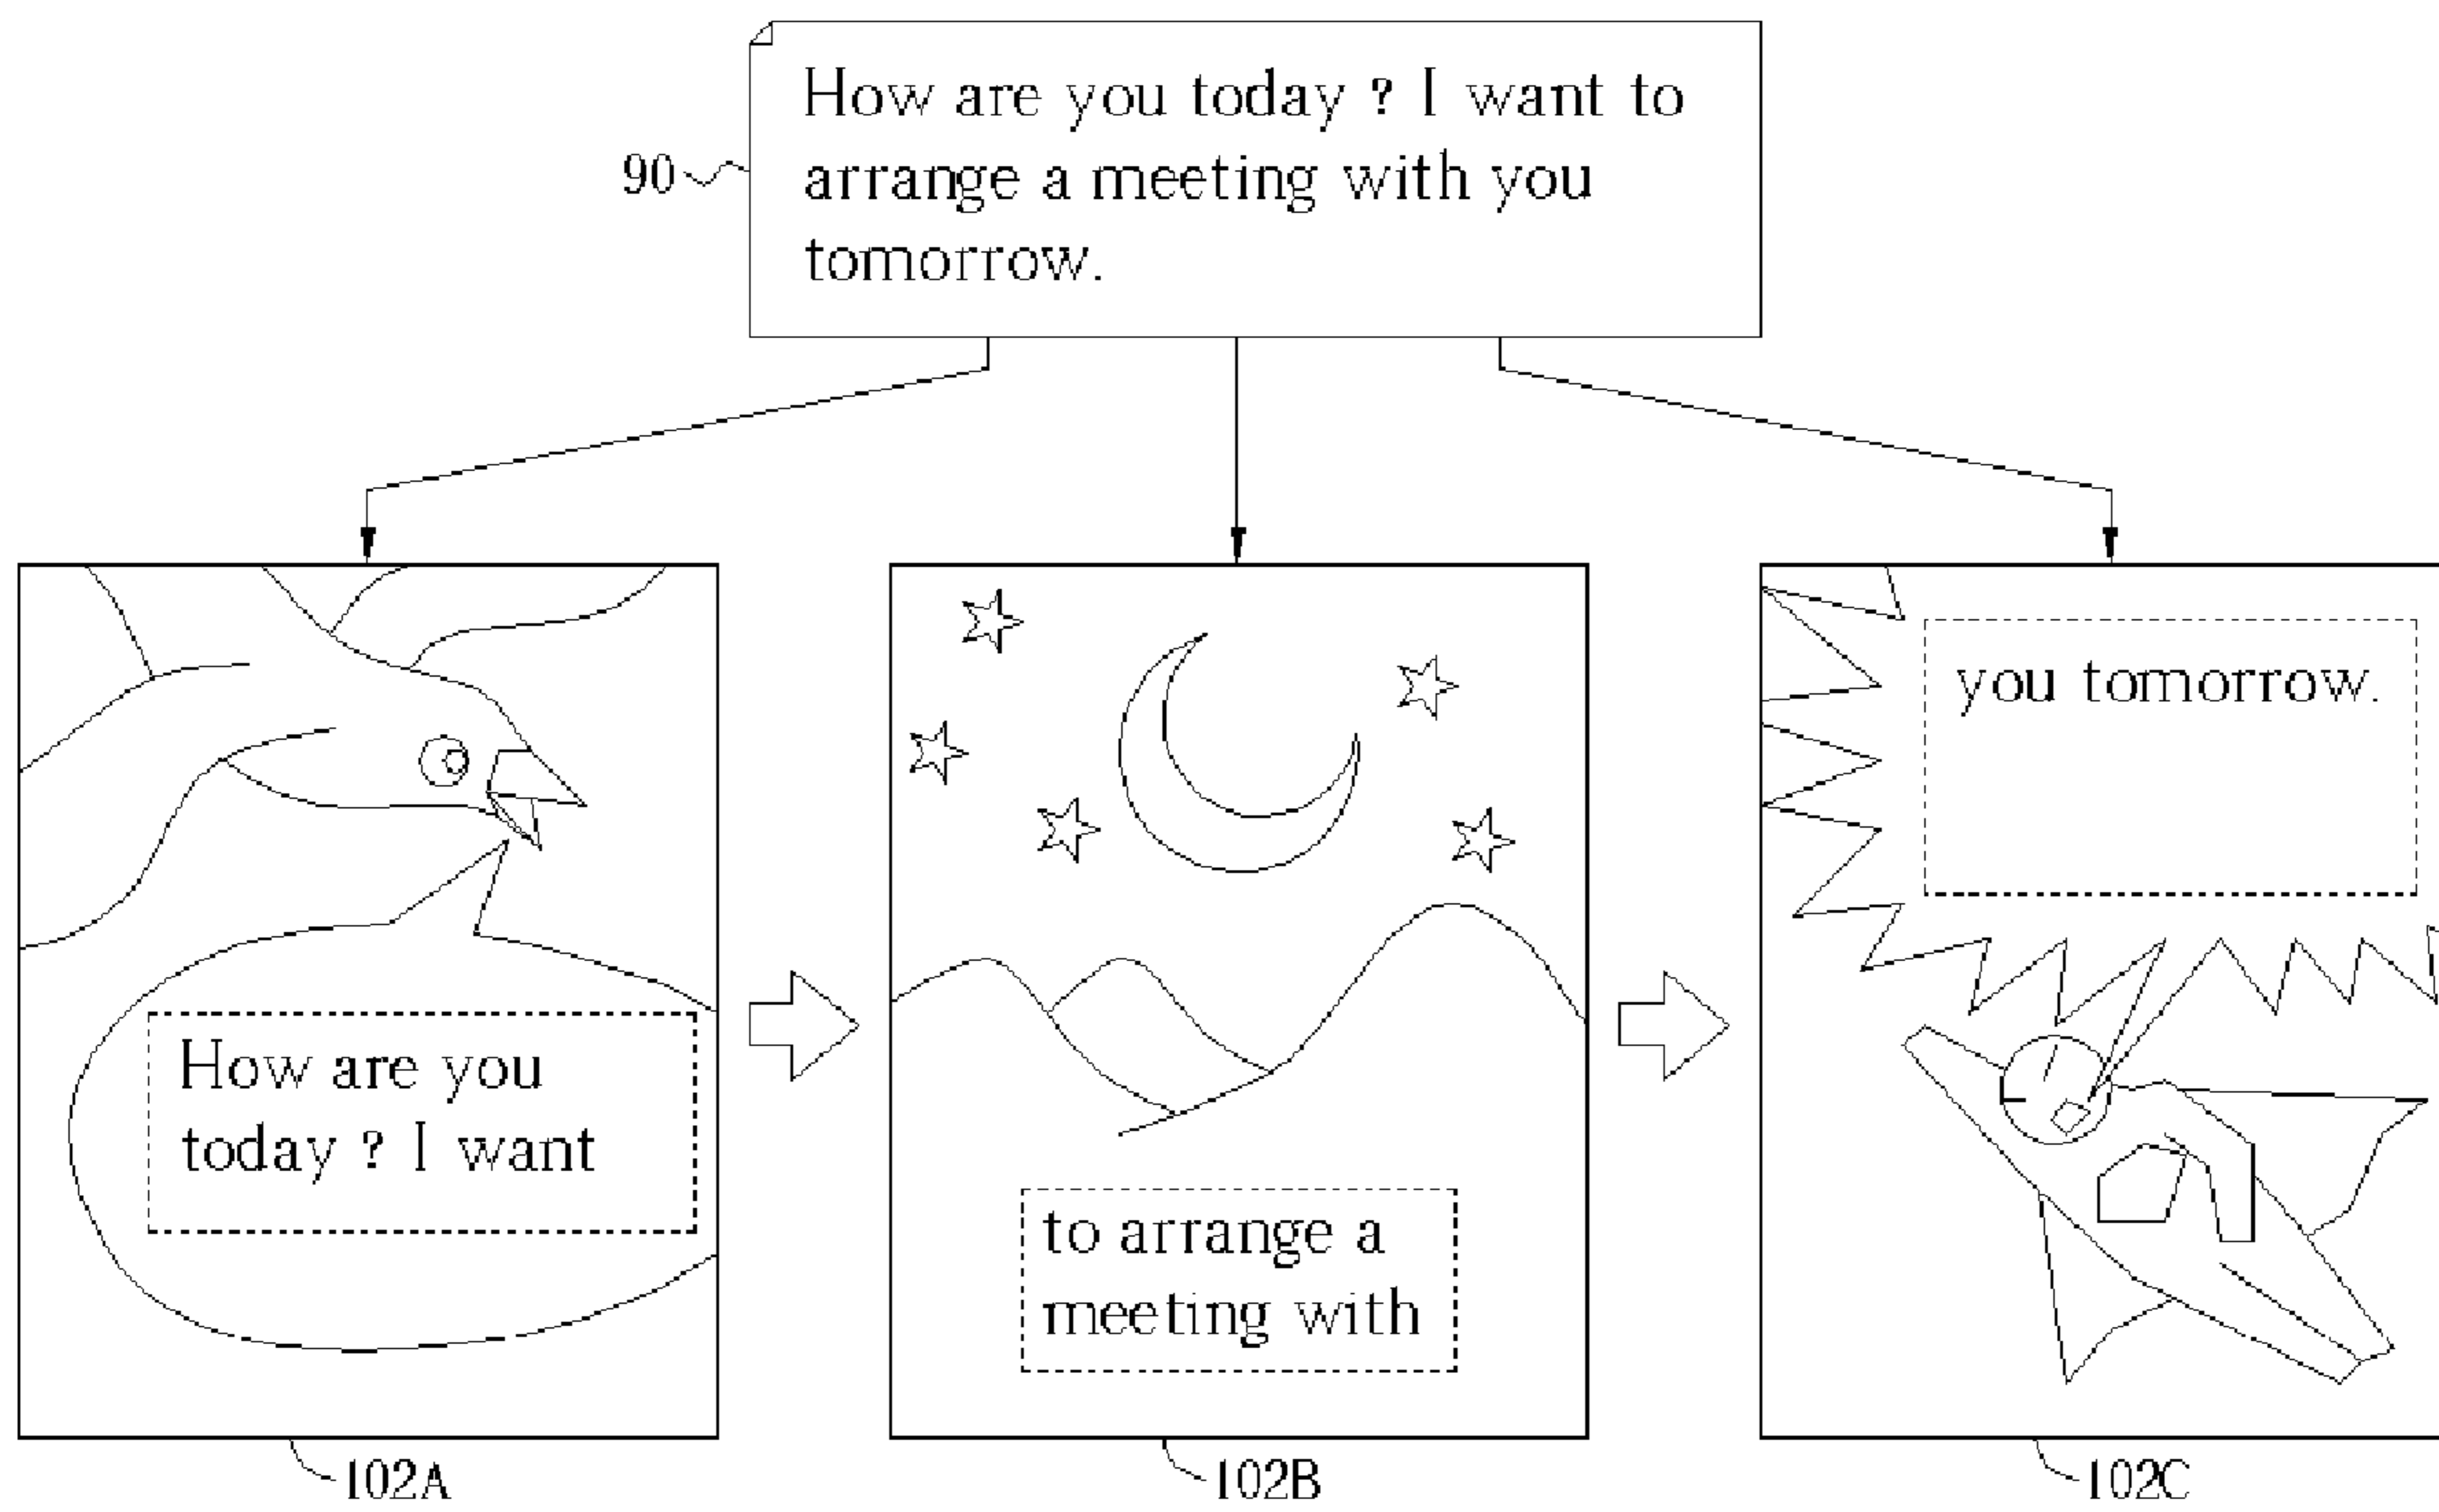 How are you today ? I want to
arrange a meeting with you
tomorrow.
90
you tomorrow.
How are you
today ? I want
to arrange a
meeting with
102A
102B
102C